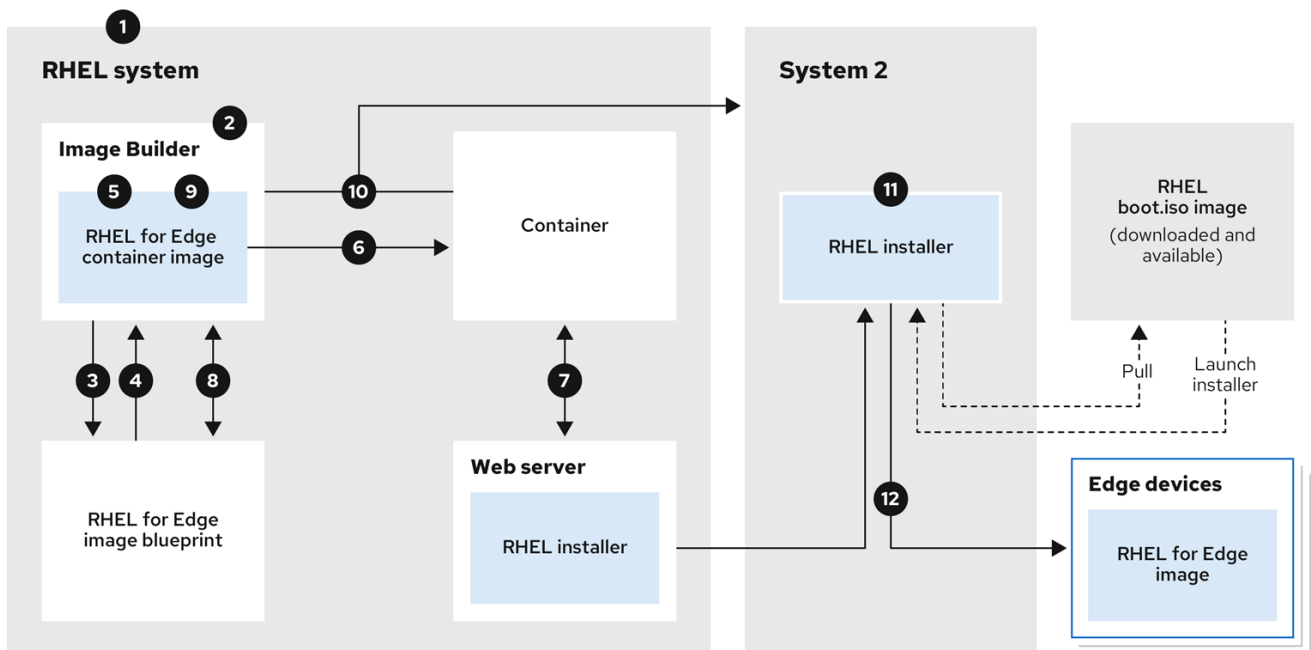 1
RHEL system
2
Image Builder
5
9
RHEL for Edge
container image
10
6
Container
3
4
8
7
RHEL for Edge
image blueprint
Web server
RHEL installer
System 2
11
RHEL installer
12
RHEL
boot.iso image
(downloaded and
available)
Pull
Launch
installer
Edge devices
RHEL for Edge
image